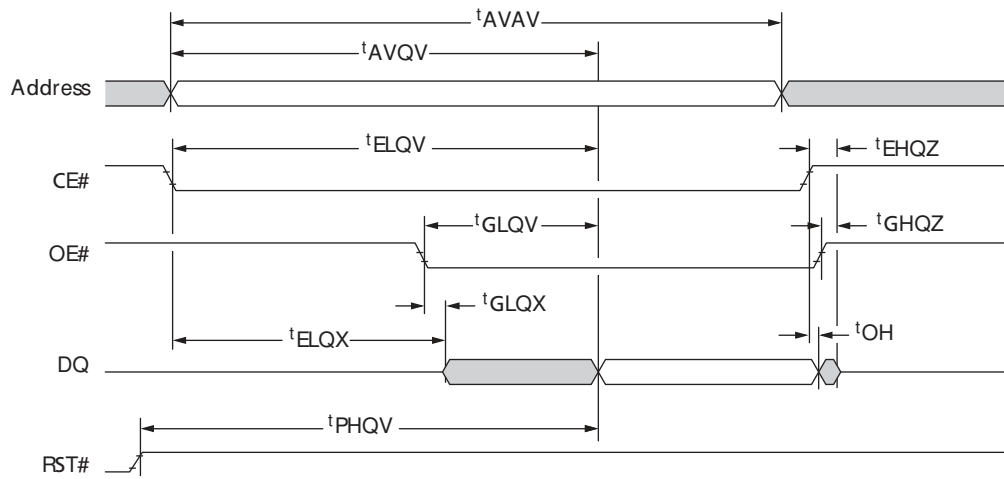 tAVAV
tAVQV
Address
tELQV
tEHQZ
CE#
tGLQV
tGHQZ
OE#
tGLQX
tELQX
tOH
DQ
tPHQV
RST#